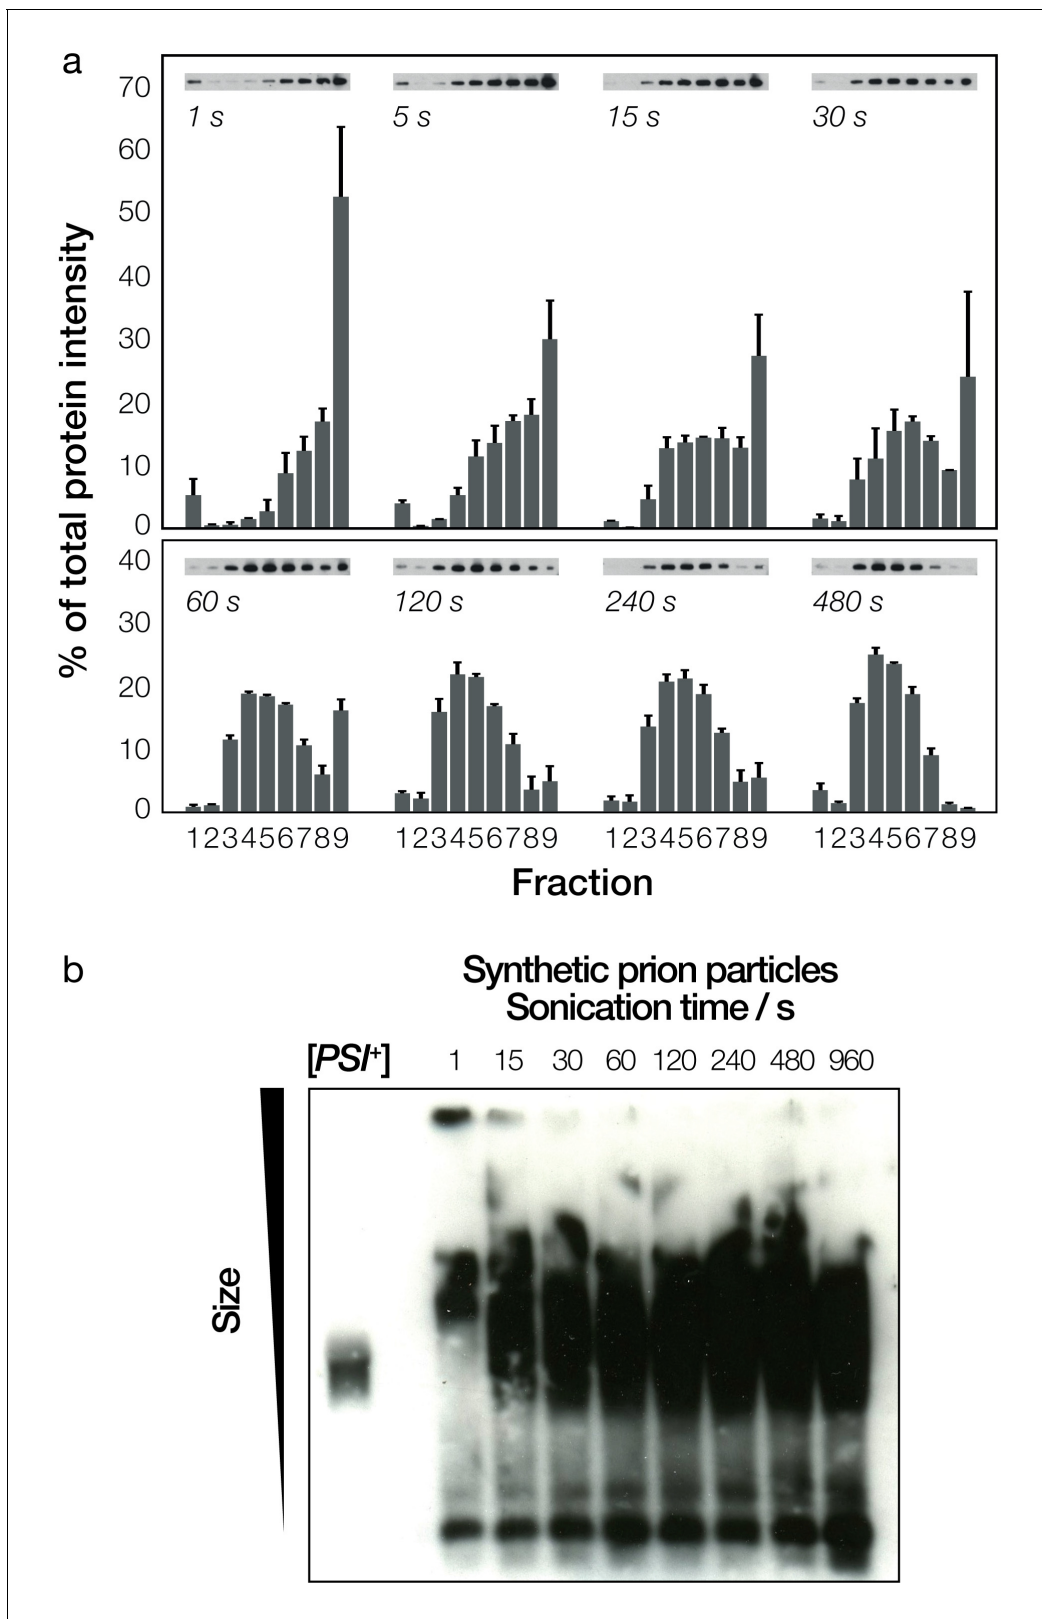 a
% of total protein intensity
70
60
50
40
30
20
10
0
1 s
5 s
15 s
30 s
40
30
20
10
0
60 s
120 s
240 s
480 s
123456789 123456789 123456789 123456789
Fraction
b
Synthetic prion particles
Sonication time / s
[PSI+] 1 15 30 60 120 240 480 960
Size